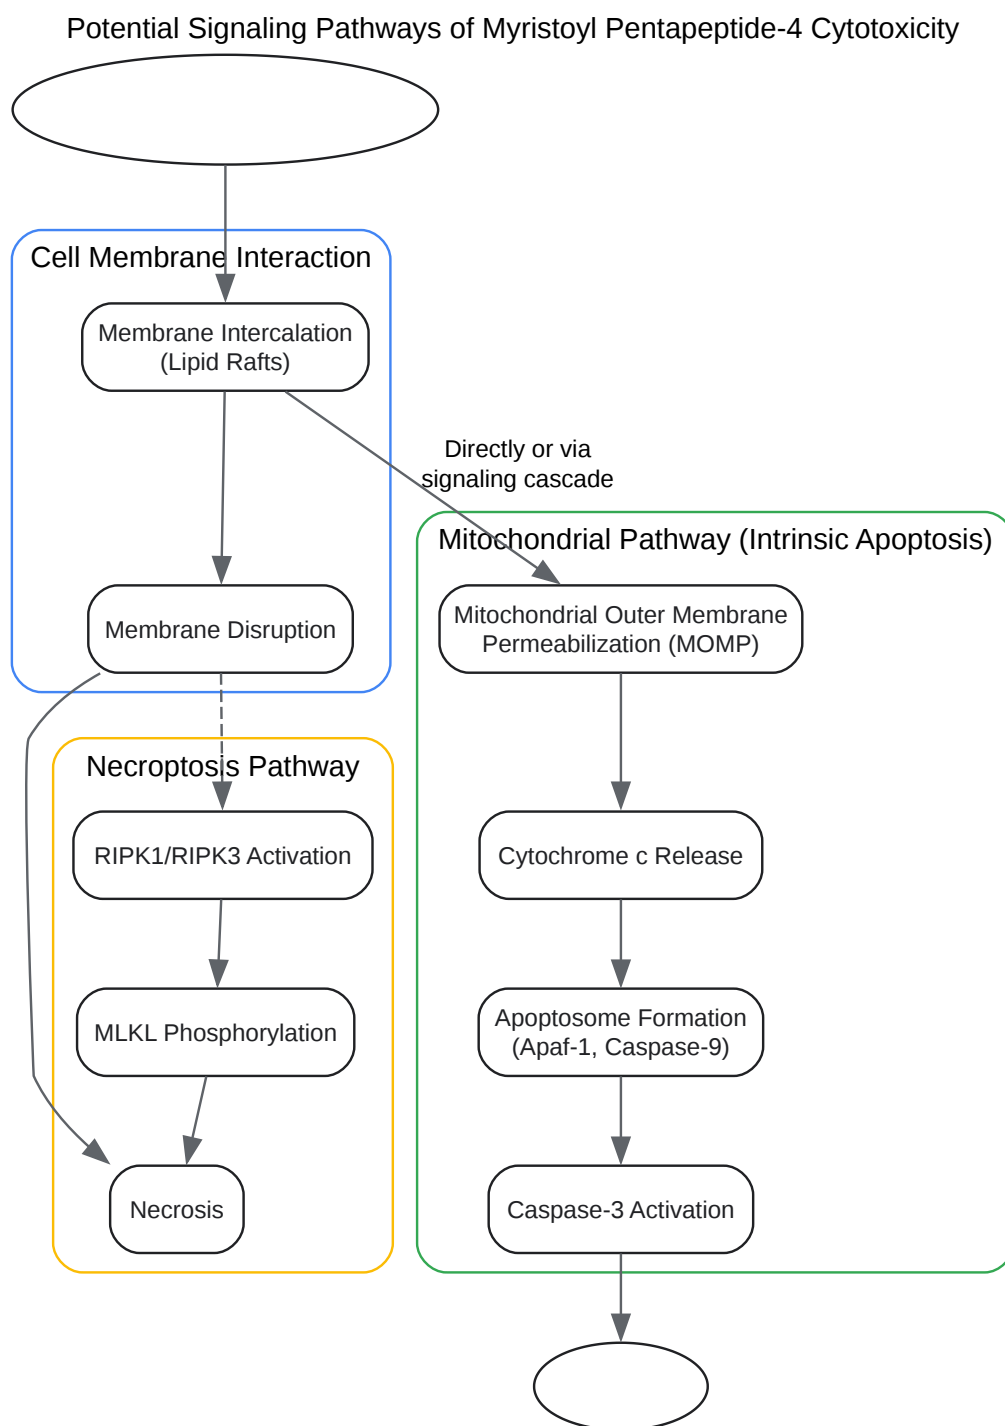 Potential Signaling Pathways of Myristoyl Pentapeptide-4 Cytotoxicity
Cell Membrane Interaction
Membrane Intercalation
(Lipid Rafts)
Directly or via
signaling cascade
Membrane Disruption
Mitochondrial Pathway (Intrinsic Apoptosis)
Mitochondrial Outer Membrane
Permeabilization (MOMP)
Necroptosis Pathway
RIPK1/RIPK3 Activation
MLKL Phosphorylation
Necrosis
Cytochrome c Release
Apoptosome Formation
(Apaf-1, Caspase-9)
Caspase-3 Activation